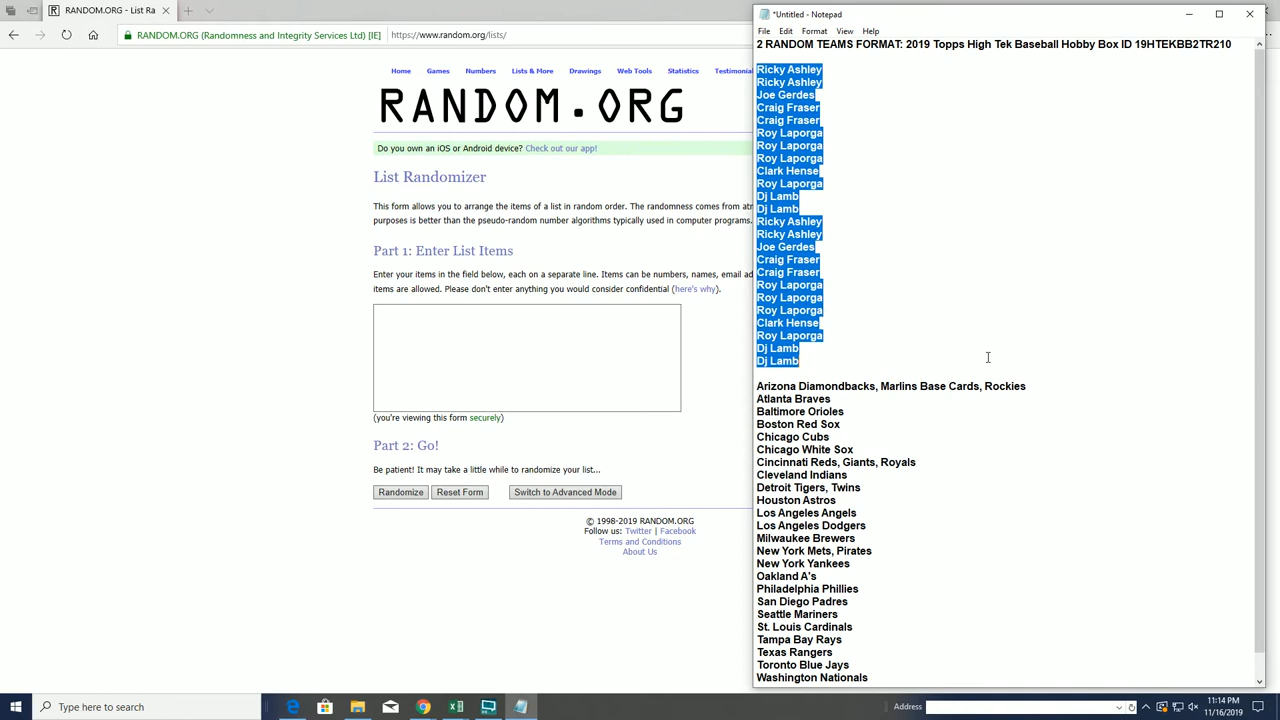 RANDOM.ORG - List Ra
*Untitled - Notepad
File Edit Format View Help
RANDOM.ORG (Randomness and Integrity Services Ltd) [IE]
https://www.random.org/lists/
Home Games Numbers Lists & More Drawings Web Tools Statistics Testimonial
RANDOM.ORG
Do you own an iOS or Android device? Check out our app!
List Randomizer
This form allows you to arrange the items of a list in random order. The randomness comes from atm
purposes is better than the pseudo-random number algorithms typically used in computer programs.
Part 1: Enter List Items
Enter your items in the field below, each on a separate line. Items can be numbers, names, email ad
items are allowed. Please don't enter anything you would consider confidential (here's why).
(you're viewing this form securely)
Part 2: Go!
Be patient! It may take a little while to randomize your list...
Randomize Reset Form Switch to Advanced Mode
© 1998-2019 RANDOM.ORG
Follow us: Twitter | Facebook
Terms and Conditions
About Us
2 RANDOM TEAMS FORMAT: 2019 Topps High Tek Baseball Hobby Box ID 19HTEKBB2TR210
Ricky Ashley
Ricky Ashley
Joe Gerdes
Craig Fraser
Craig Fraser
Roy Laporga
Roy Laporga
Roy Laporga
Clark Hense
Roy Laporga
Dj Lamb
Dj Lamb
Ricky Ashley
Ricky Ashley
Joe Gerdes
Craig Fraser
Craig Fraser
Roy Laporga
Roy Laporga
Roy Laporga
Clark Hense
Roy Laporga
Dj Lamb
Dj Lamb
Arizona Diamondbacks, Marlins Base Cards, Rockies
Atlanta Braves
Baltimore Orioles
Boston Red Sox
Chicago Cubs
Chicago White Sox
Cincinnati Reds, Giants, Royals
Cleveland Indians
Detroit Tigers, Twins
Houston Astros
Los Angeles Angels
Los Angeles Dodgers
Milwaukee Brewers
New York Mets, Pirates
New York Yankees
Oakland A's
Philadelphia Phillies
San Diego Padres
Seattle Mariners
St. Louis Cardinals
Tampa Bay Rays
Texas Rangers
Toronto Blue Jays
Washington Nationals
Type here to search
Address
11:14 PM
11/16/2019